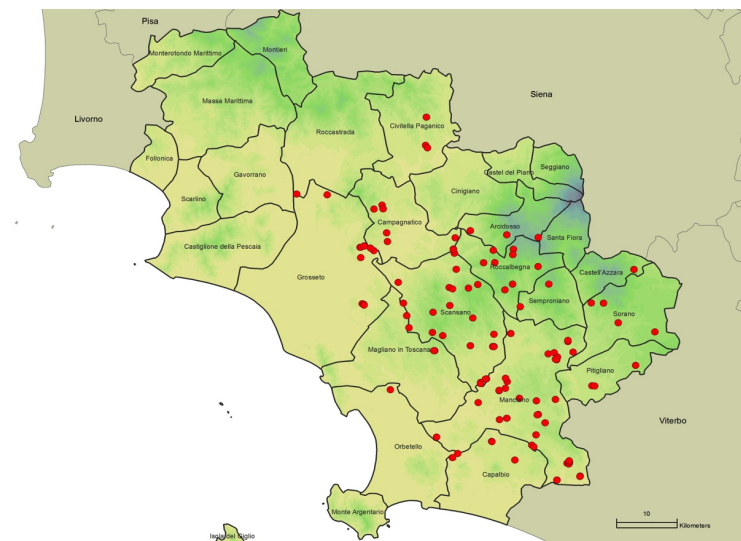 Pisa
Monterotondo Marittimo
Montieri
Siena
Massa Marittima
Livorno
Civitella Paganico
Roccastrada
Follonica
Gavorrano
Castel del Piano
Seggiano
Cinigiano
Scarlino
Campagnatico
Arcidosso
Santa Fiora
Castiglione della Pescaia
Roccalbegna
Castell'Azzara
Grosseto
Semproniano
Scansano
Sorano
Magliano in Toscana
Pitigliano
Manciano
Viterbo
Orbetello
Capalbio
Monte Argentario
10
Kilometers
Isola del Giglio